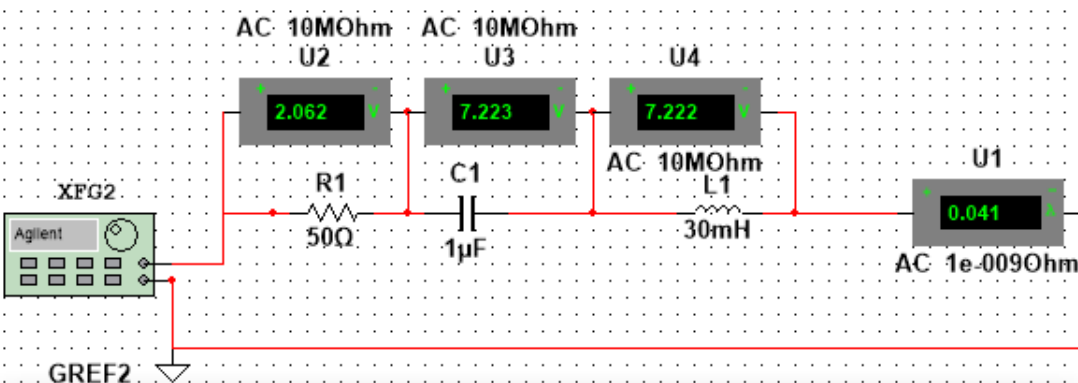 AC 10MOhm AC 10MOhm
U2 U3 U4
+ - + - + -
2.062 V 7.223 V 7.222 V
AC 10MOhm
U1
XFG2 R1 C1 L1
+ -
Agilent
0.041 A
50Ω 1µF 30mH
AC 1e-009Ohm
GREF2